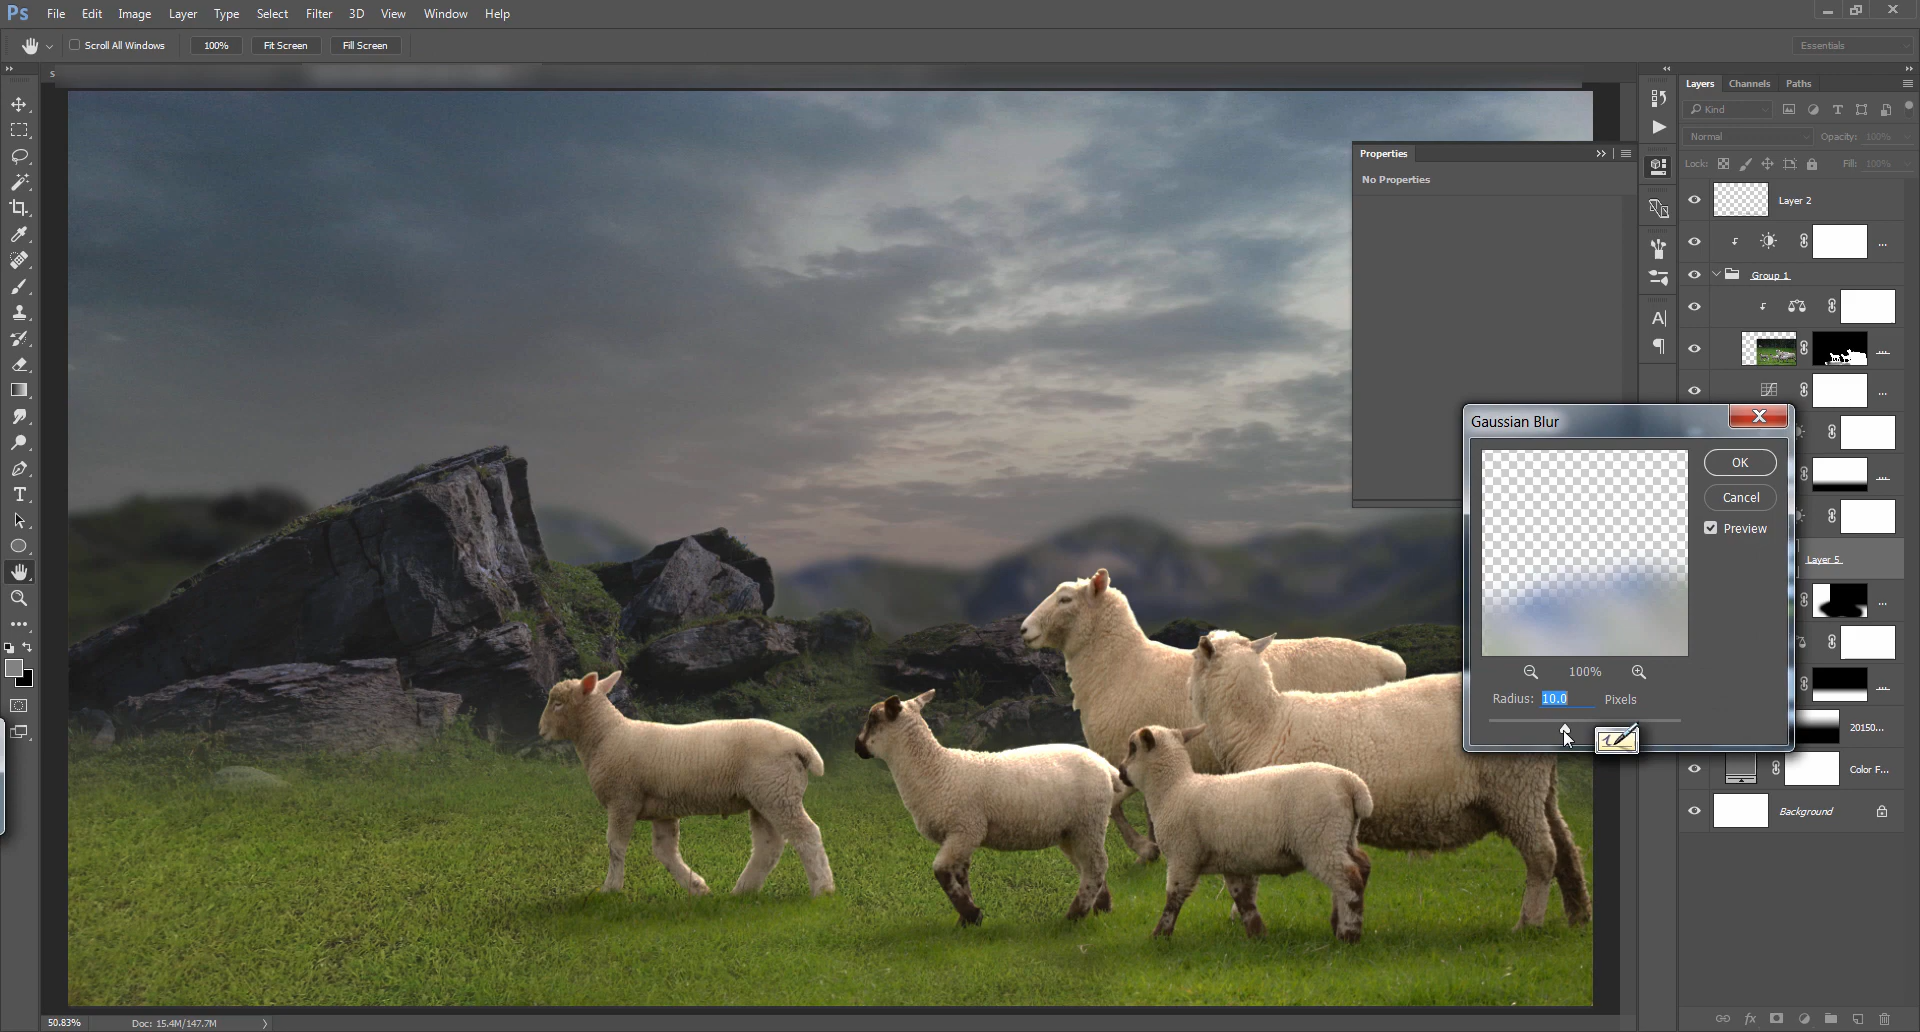 Ps File Edit Image Layer Type Select Filter 3D View Window Help
Scroll All Windows 100% Fit Screen Fill Screen Essentials
s
Layers Channels Paths
Kind
Normal Opacity: 100%
Lock: Fill: 100%
Properties
No Properties
Layer 2
...
Group 1
...
...
...
...
Gaussian Blur
OK
Cancel
Preview
100%
Radius: 10.0 Pixels
Layer 5
...
...
20150...
Color F...
Background
50.83% Doc: 15.4M/147.7M
fx